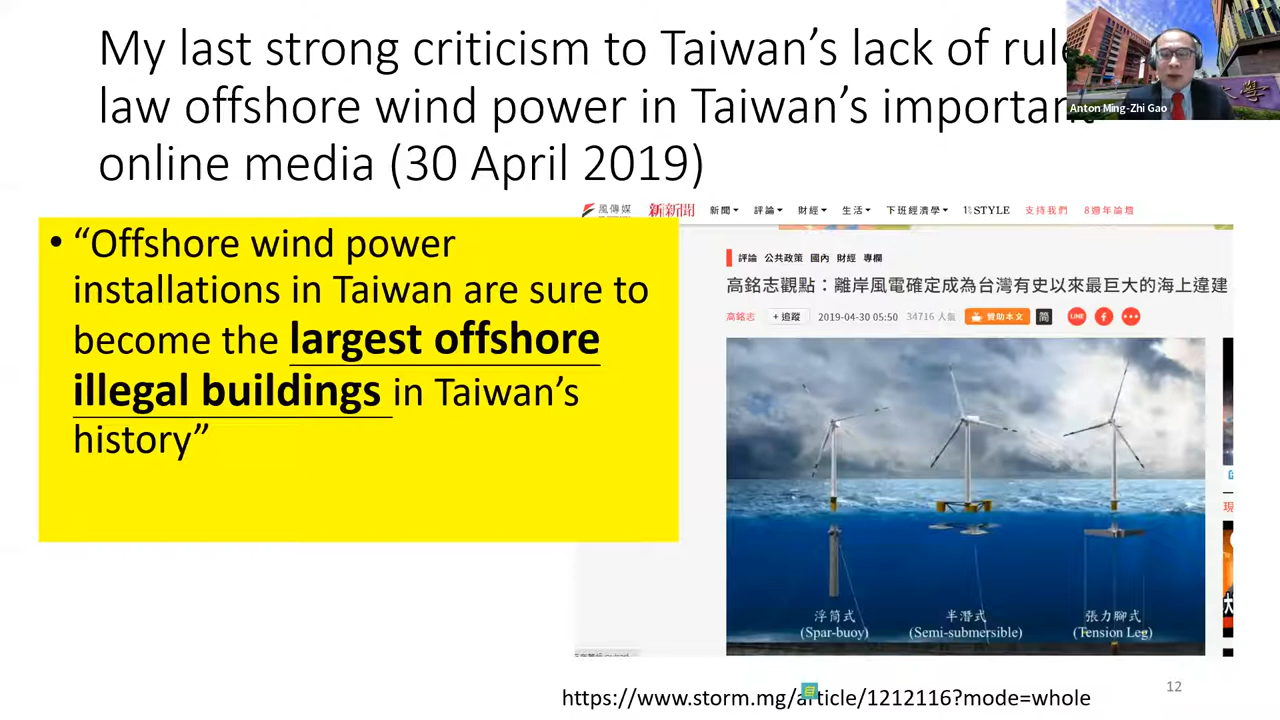 My last strong criticism to Taiwan's lack of rule
law offshore wind power in Taiwan's important
online media (30 April 2019)
Anton Ming-Zhi Gao
• “Offshore wind power
installations in Taiwan are sure to
become the largest offshore
illegal buildings in Taiwan's
history”
風傳媒 新新聞 新聞 評論 財經 生活 下班經濟學 STYLE 支持我們 8週年論壇
評論 公共政策 國內 財經 專欄
高銘志觀點：離岸風電確定成為台灣有史以來最巨大的海上違建
高銘志 + 追蹤 2019-04-30 05:50 34716 人氣 贊助本文 简 LINE
浮筒式 半潛式 張力腳式
(Spar-buoy) (Semi-submersible) (Tension Leg)
https://www.storm.mg/article/1212116?mode=whole
12